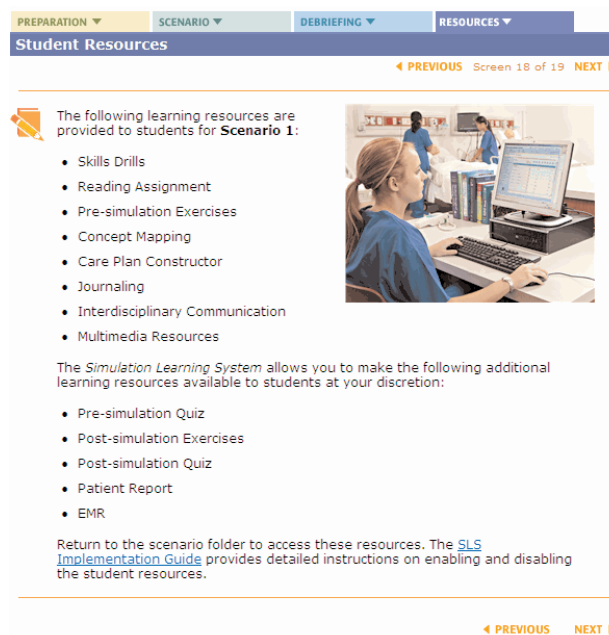 PREPARATION ▼ SCENARIO ▼ DEBRIEFING ▼ RESOURCES ▼
Student Resources
◀ PREVIOUS Screen 18 of 19 NEXT
The following learning resources are
provided to students for Scenario 1:
• Skills Drills
• Reading Assignment
• Pre-simulation Exercises
• Concept Mapping
• Care Plan Constructor
• Journaling
• Interdisciplinary Communication
• Multimedia Resources
The Simulation Learning System allows you to make the following additional
learning resources available to students at your discretion:
• Pre-simulation Quiz
• Post-simulation Exercises
• Post-simulation Quiz
• Patient Report
• EMR
Return to the scenario folder to access these resources. The SLS
Implementation Guide provides detailed instructions on enabling and disabling
the student resources.
◀ PREVIOUS NEXT